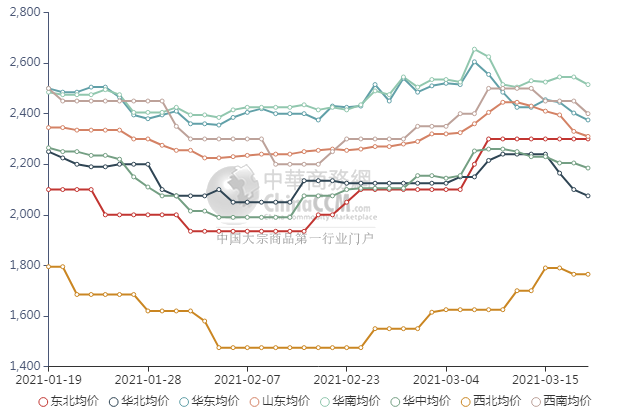 2,800
2,600
2,400
2,200
2,000
1,800
1,600
1,400
中華商務網
ChinaCCM.com
Commodity Marketplace
中国大宗商品第一行业门户
2021-01-19 2021-01-28 2021-02-07 2021-02-23 2021-03-04 2021-03-15
东北均价 华北均价 华东均价 山东均价 华南均价 华中均价 西北均价 西南均价